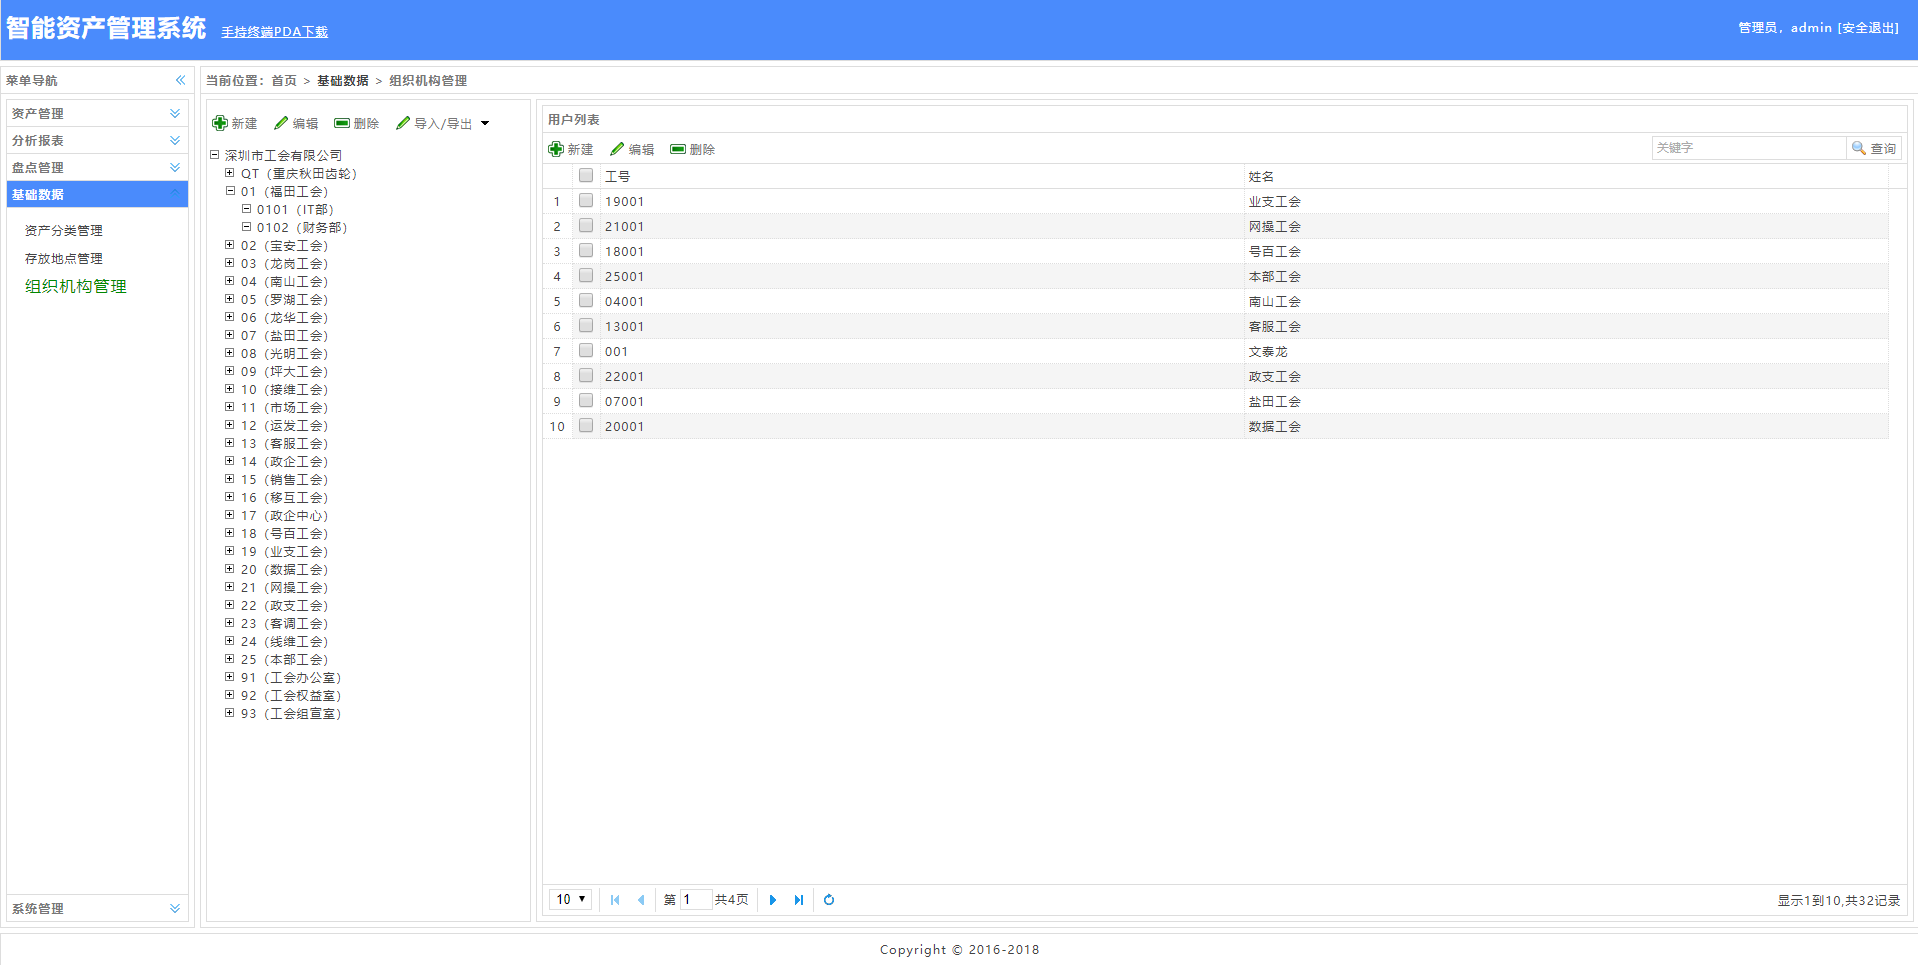 智能资产管理系统 手持终端PDA下载
管理员，admin [安全退出]
菜单导航
资产管理
分析报表
盘点管理
基础数据
资产分类管理
存放地点管理
组织机构管理
系统管理
当前位置：首页 > 基础数据 > 组织机构管理
新建 编辑 删除 导入/导出
深圳市工会有限公司
QT（重庆秋田齿轮）
01（福田工会）
0101（IT部）
0102（财务部）
02（宝安工会）
03（龙岗工会）
04（南山工会）
05（罗湖工会）
06（龙华工会）
07（盐田工会）
08（光明工会）
09（坪大工会）
10（接维工会）
11（市场工会）
12（运发工会）
13（客服工会）
14（政企工会）
15（销售工会）
16（移互工会）
17（政企中心）
18（号百工会）
19（业支工会）
20（数据工会）
21（网操工会）
22（政支工会）
23（客调工会）
24（线维工会）
25（本部工会）
91（工会办公室）
92（工会权益室）
93（工会组宣室）
用户列表
新建 编辑 删除 关键字 查询
工号 姓名
1 19001 业支工会
2 21001 网操工会
3 18001 号百工会
4 25001 本部工会
5 04001 南山工会
6 13001 客服工会
7 001 文泰龙
8 22001 政支工会
9 07001 盐田工会
10 20001 数据工会
10 第 1 共4页 显示1到10,共32记录
Copyright © 2016-2018